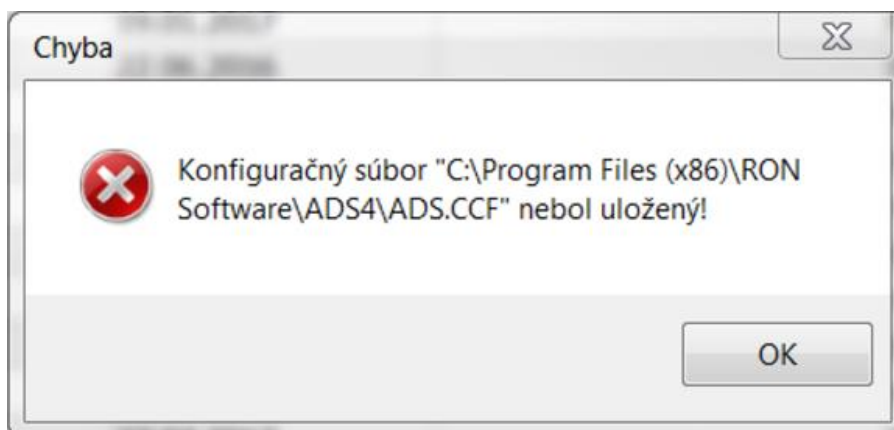 Chyba
Konfiguračný súbor "C:\Program Files (x86)\RON
Software\ADS4\ADS.CCF" nebol uložený!
OK